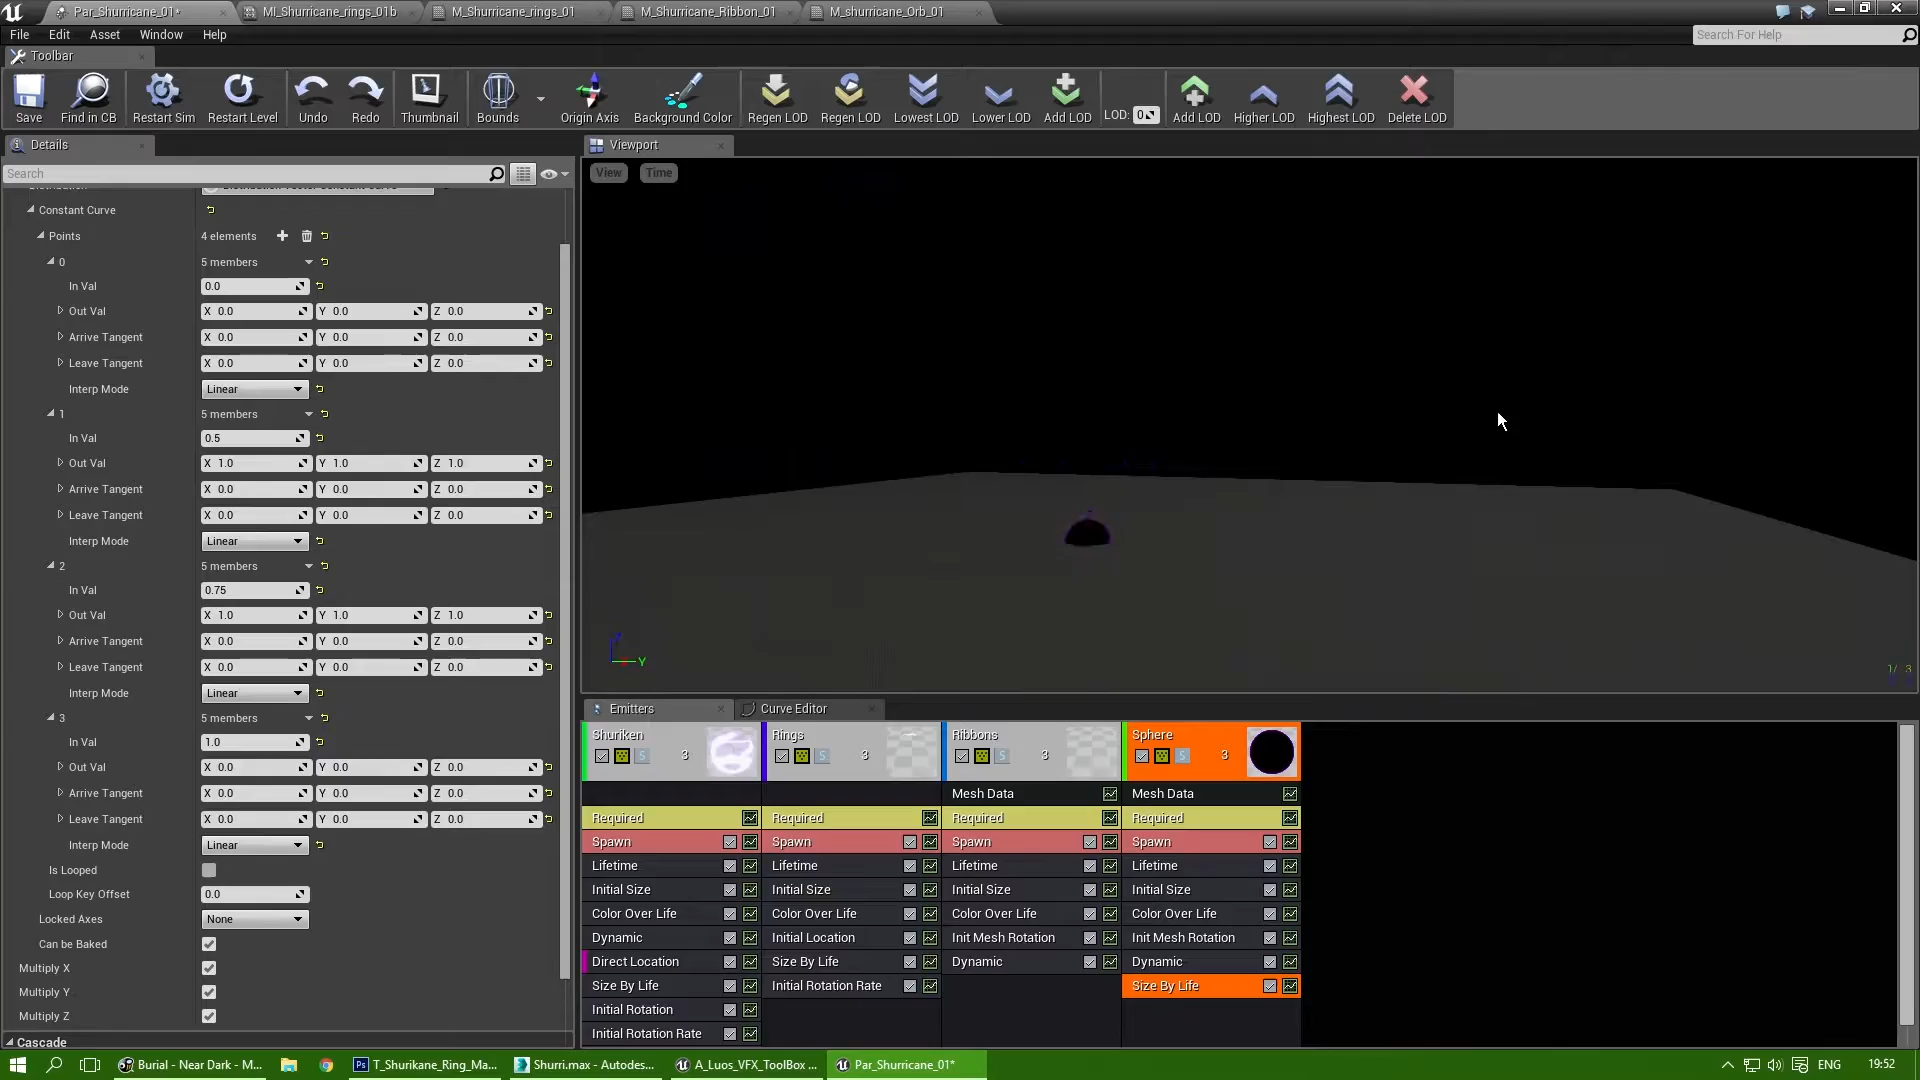 Par_Shurricane_01*
MI_Shurricane_rings_01b
M_Shurricane_rings_01
M_Shurricane_Ribbon_01
M_shurricane_Orb_01
File Edit Asset Window Help
Search For Help
Toolbar
Save Find in CB Restart Sim Restart Level Undo Redo Thumbnail Bounds Origin Axis Background Color Regen LOD Regen LOD Lowest LOD Lower LOD Add LOD LOD: 0 Add LOD Higher LOD Highest LOD Delete LOD
Details
Search
Constant Curve
Points 4 elements
0 5 members
In Val 0.0
Out Val X 0.0 Y 0.0 Z 0.0
Arrive Tangent X 0.0 Y 0.0 Z 0.0
Leave Tangent X 0.0 Y 0.0 Z 0.0
Interp Mode Linear
1 5 members
In Val 0.5
Out Val X 1.0 Y 1.0 Z 1.0
Arrive Tangent X 0.0 Y 0.0 Z 0.0
Leave Tangent X 0.0 Y 0.0 Z 0.0
Interp Mode Linear
2 5 members
In Val 0.75
Out Val X 1.0 Y 1.0 Z 1.0
Arrive Tangent X 0.0 Y 0.0 Z 0.0
Leave Tangent X 0.0 Y 0.0 Z 0.0
Interp Mode Linear
3 5 members
In Val 1.0
Out Val X 0.0 Y 0.0 Z 0.0
Arrive Tangent X 0.0 Y 0.0 Z 0.0
Leave Tangent X 0.0 Y 0.0 Z 0.0
Interp Mode Linear
Is Looped
Loop Key Offset 0.0
Locked Axes None
Can be Baked
Multiply X
Multiply Y
Multiply Z
Cascade
Viewport
View Time
Y
1/ 3
Emitters Curve Editor
Shuriken Rings Ribbons Sphere
S 3 S 3 S 3 S 3
Mesh Data Mesh Data
Required Required Required Required
Spawn Spawn Spawn Spawn
Lifetime Lifetime Lifetime Lifetime
Initial Size Initial Size Initial Size Initial Size
Color Over Life Color Over Life Color Over Life Color Over Life
Dynamic Initial Location Init Mesh Rotation Init Mesh Rotation
Direct Location Size By Life Dynamic Dynamic
Size By Life Initial Rotation Rate Size By Life
Initial Rotation
Initial Rotation Rate
Burial - Near Dark - M...
Ps T_Shurikane_Ring_Ma...
Shurri.max - Autodes...
A_Luos_VFX_ToolBox ...
Par_Shurricane_01*
ENG 19:52